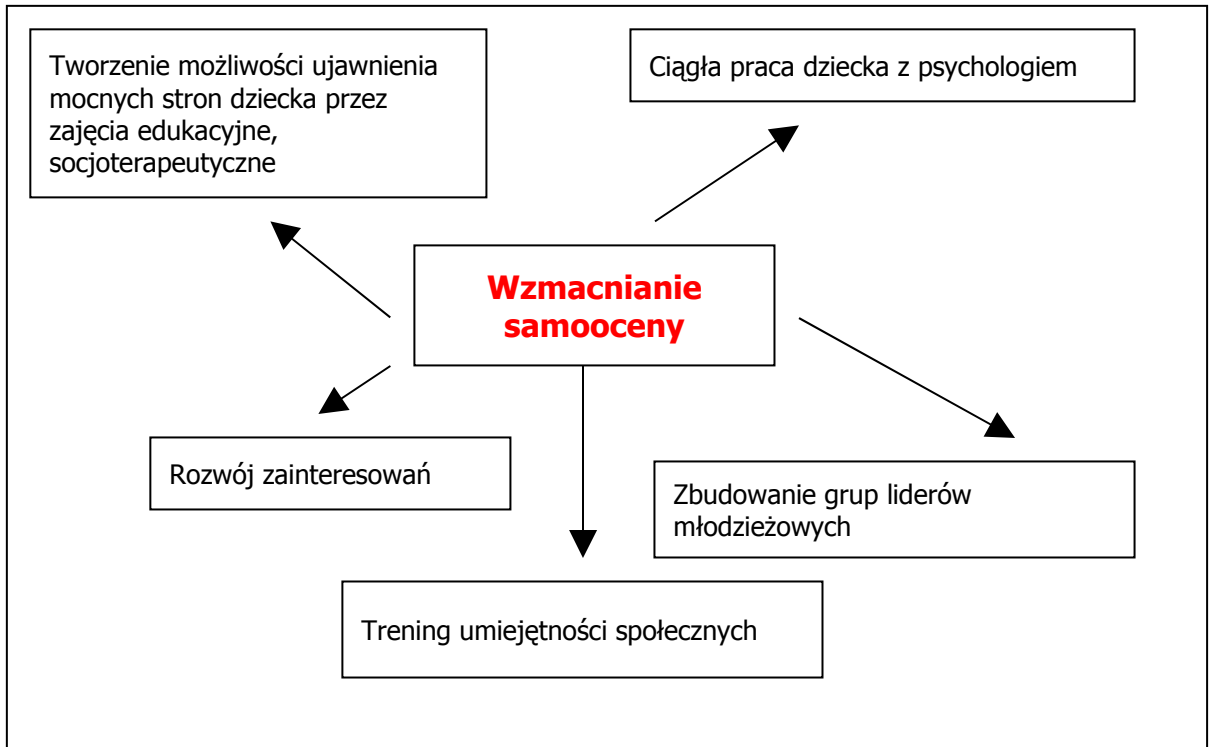 Tworzenie możliwości ujawnienia
mocnych stron dziecka przez
zajęcia edukacyjne,
socjoterapeutyczne
Ciągła praca dziecka z psychologiem
Wzmacnianie
samooceny
Rozwój zainteresowań
Zbudowanie grup liderów
młodzieżowych
Trening umiejętności społecznych